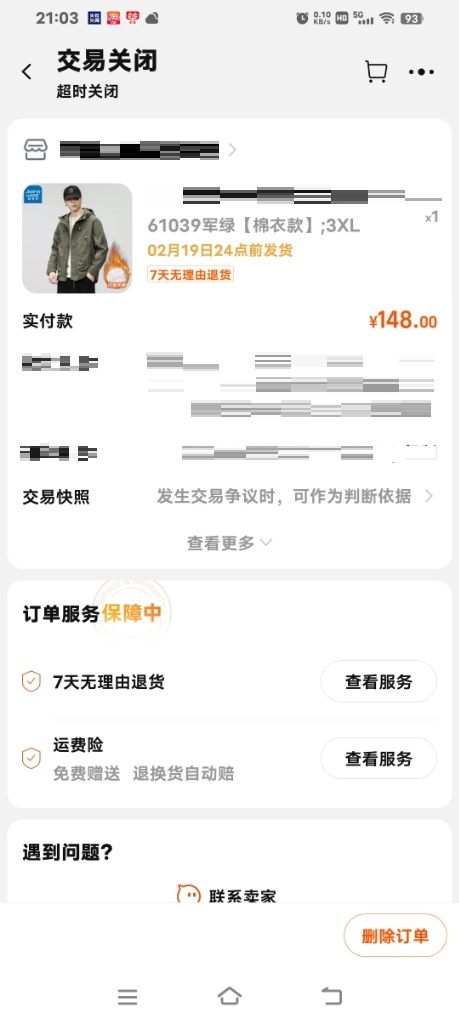 21:03
0.10
KB/s
HD
5G
93
交易关闭
超时关闭
61039军绿【棉衣款】;3XL
x1
02月19日24点前发货
7天无理由退货
实付款
¥148.00
交易快照
发生交易争议时，可作为判断依据
查看更多
订单服务保障中
7天无理由退货
查看服务
运费险
查看服务
免费赠送 退换货自动赔
遇到问题?
联系卖家
删除订单